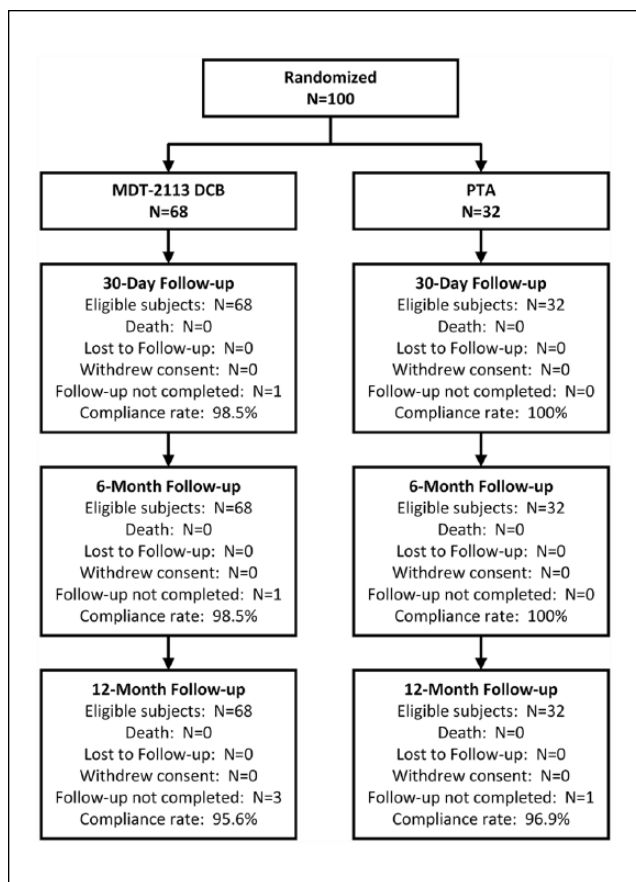 Randomized
N=100
MDT-2113 DCB
N=68
PTA
N=32
30-Day Follow-up
Eligible subjects: N=68
Death: N=0
Lost to Follow-up: N=0
Withdrew consent: N=0
Follow-up not completed: N=1
Compliance rate: 98.5%
30-Day Follow-up
Eligible subjects: N=32
Death: N=0
Lost to Follow-up: N=0
Withdrew consent: N=0
Follow-up not completed: N=0
Compliance rate: 100%
6-Month Follow-up
Eligible subjects: N=68
Death: N=0
Lost to Follow-up: N=0
Withdrew consent: N=0
Follow-up not completed: N=1
Compliance rate: 98.5%
6-Month Follow-up
Eligible subjects: N=32
Death: N=0
Lost to Follow-up: N=0
Withdrew consent: N=0
Follow-up not completed: N=0
Compliance rate: 100%
12-Month Follow-up
Eligible subjects: N=68
Death: N=0
Lost to Follow-up: N=0
Withdrew consent: N=0
Follow-up not completed: N=3
Compliance rate: 95.6%
12-Month Follow-up
Eligible subjects: N=32
Death: N=0
Lost to Follow-up: N=0
Withdrew consent: N=0
Follow-up not completed: N=1
Compliance rate: 96.9%